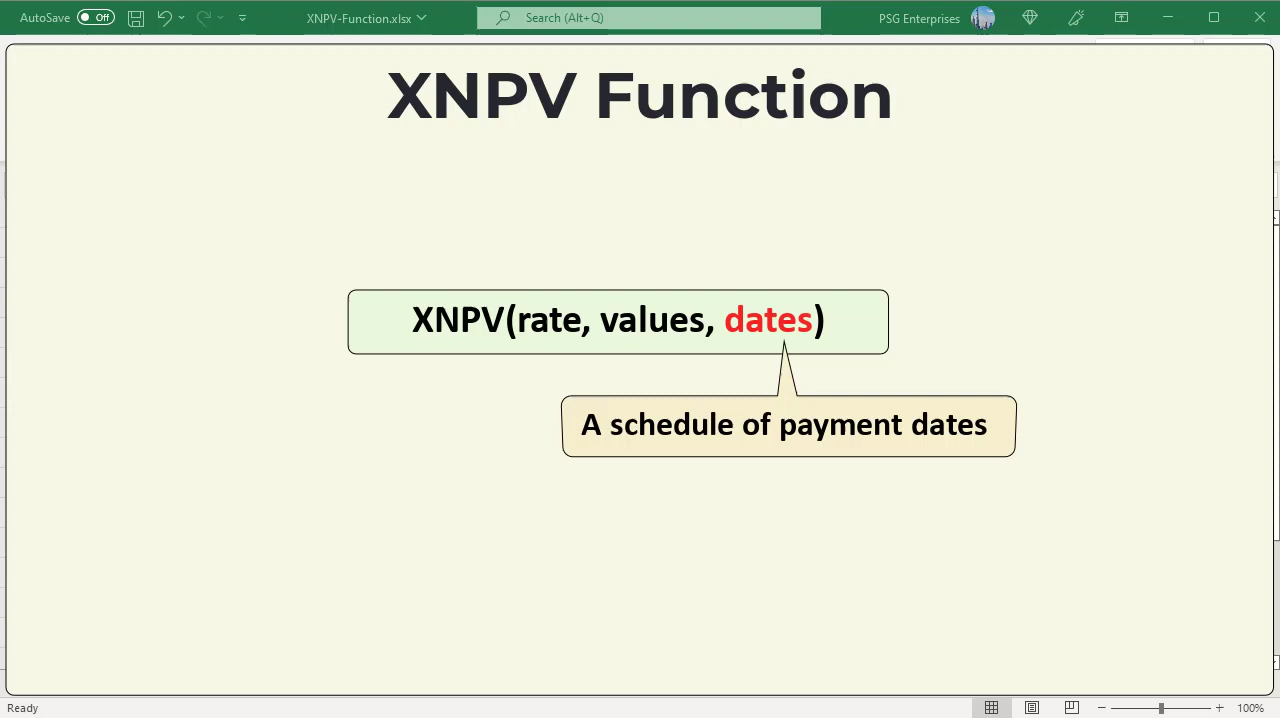 AutoSave Off XNPV-Function.xlsx Search (Alt+Q) PSG Enterprises
XNPV Function
XNPV(rate, values, dates)
A schedule of payment dates
Ready 100%